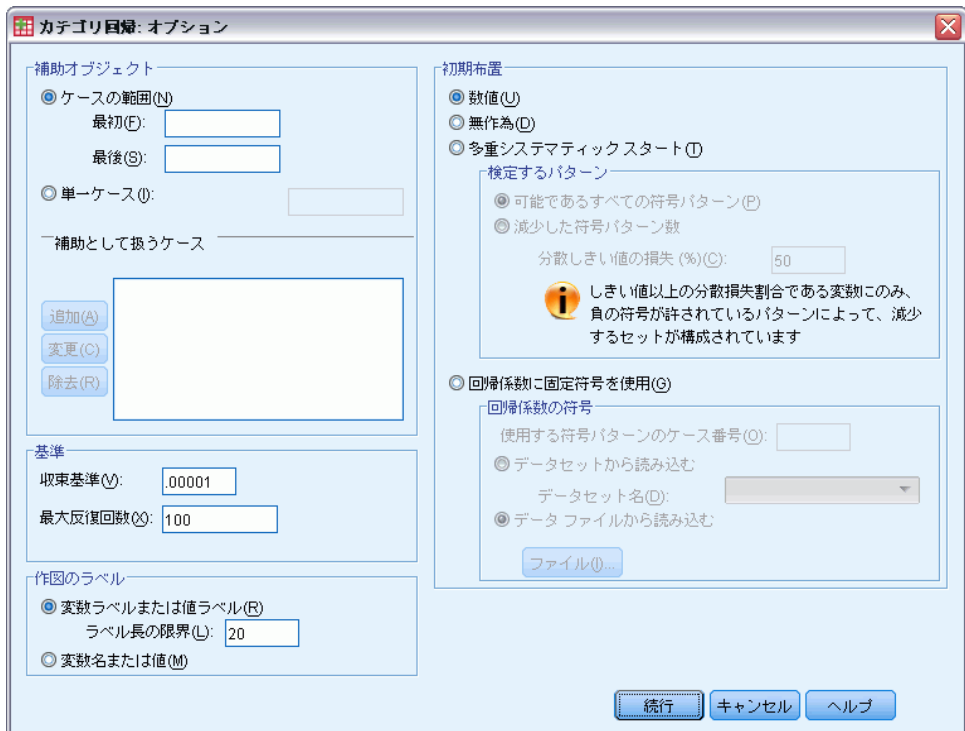 カテゴリ回帰: オプション
補助オブジェクト
ケースの範囲(N)
最初(F):
最後(S):
単一ケース(I):
補助として扱うケース
追加(A)
変更(C)
除去(R)
基準
収束基準(V): .00001
最大反復回数(X): 100
作図のラベル
変数ラベルまたは値ラベル(R)
ラベル長の限界(L): 20
変数名または値(M)
初期布置
数値(U)
無作為(D)
多重システマティック スタート(T)
検定するパターン
可能であるすべての符号パターン(P)
減少した符号パターン数
分散しきい値の損失 (%)(C): 50
しきい値以上の分散損失割合である変数にのみ、
負の符号が許されているパターンによって、減少
するセットが構成されています
回帰係数に固定符号を使用(G)
回帰係数の符号
使用する符号パターンのケース番号(O):
データセットから読み込む
データセット名(D):
データ ファイルから読み込む
ファイル(I)...
続行
キャンセル
ヘルプ